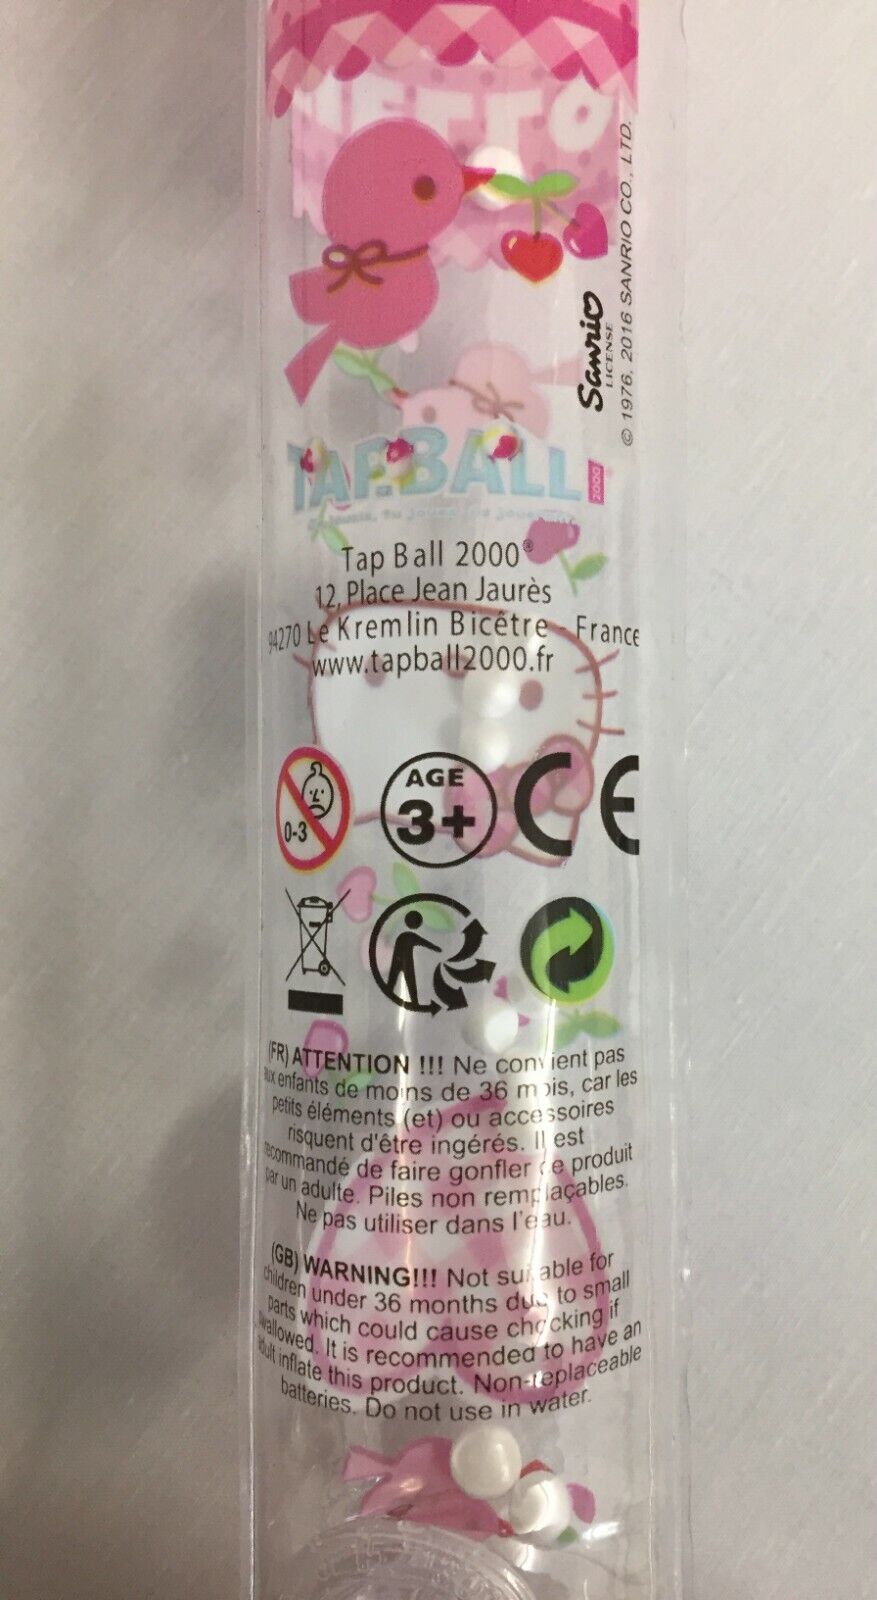 HELLO
© 1976, 2016 SANRIO CO., LTD.
Sanrio
LICENSE
TAP BALL
2000
Tap Ball 2000®
12, Place Jean Jaurès
94270 Le Kremlin Bicêtre - France
www.tapball2000.fr
0-3
AGE
3+
CE
(FR) ATTENTION !!! Ne convient pas
aux enfants de moins de 36 mois, car les
petits éléments (et) ou accessoires
risquent d'être ingérés. Il est
recommandé de faire gonfler ce produit
par un adulte. Piles non remplaçables.
Ne pas utiliser dans l'eau.
(GB) WARNING!!! Not suitable for
children under 36 months due to small
parts which could cause chocking if
swallowed. It is recommended to have an
adult inflate this product. Non-replaceable
batteries. Do not use in water.